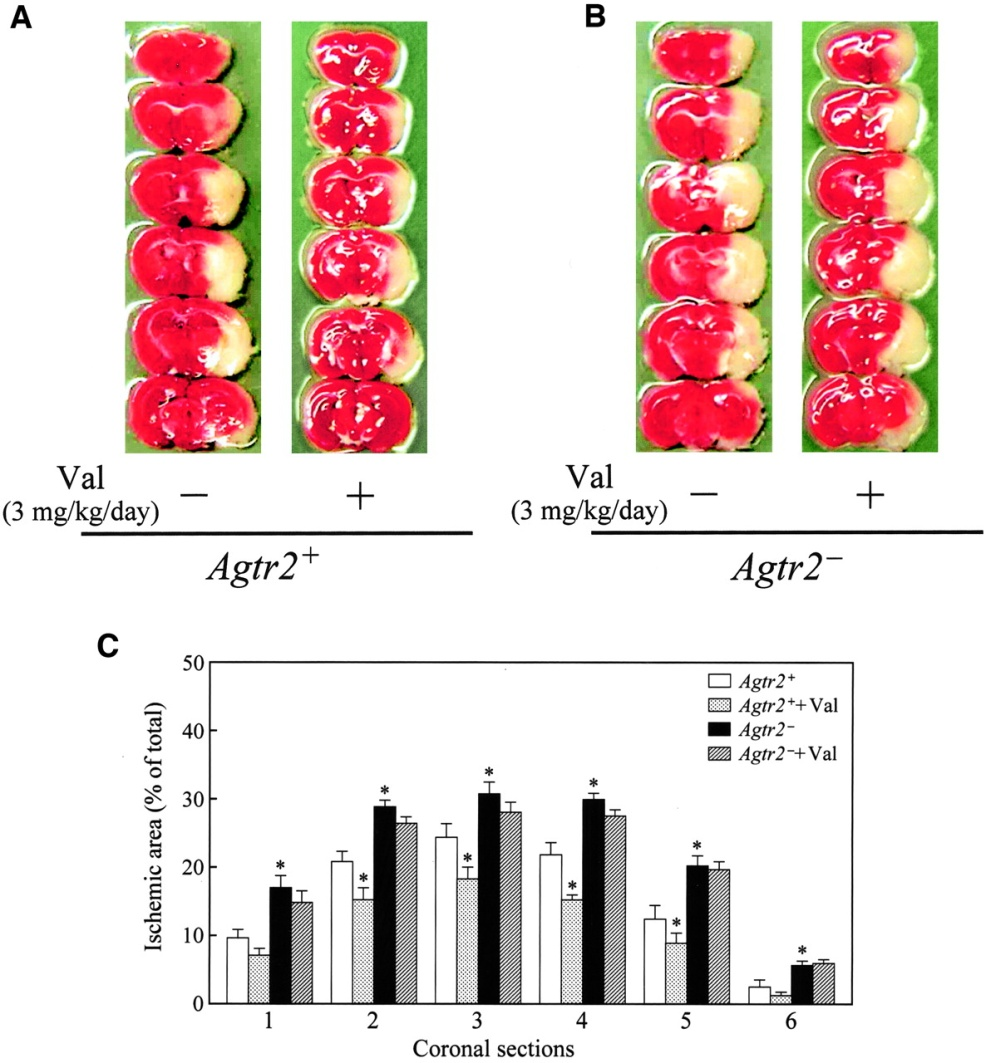 A
B
Val
(3 mg/kg/day)
−
+
Agtr2+
Val
(3 mg/kg/day)
−
+
Agtr2−
C
Ischemic area (% of total)
50
40
30
20
10
0
Agtr2+
Agtr2++Val
Agtr2−
Agtr2−+Val
*
*
*
*
*
*
*
*
*
*
1 2 3 4 5 6
Coronal sections